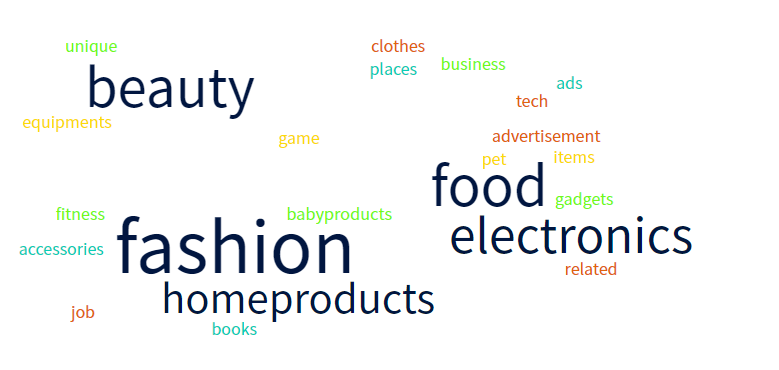 unique
clothes
places
business
beauty
ads
tech
equipments
game
advertisement
pet
items
food
gadgets
fitness
babyproducts
accessories
fashion
electronics
related
homeproducts
job
books